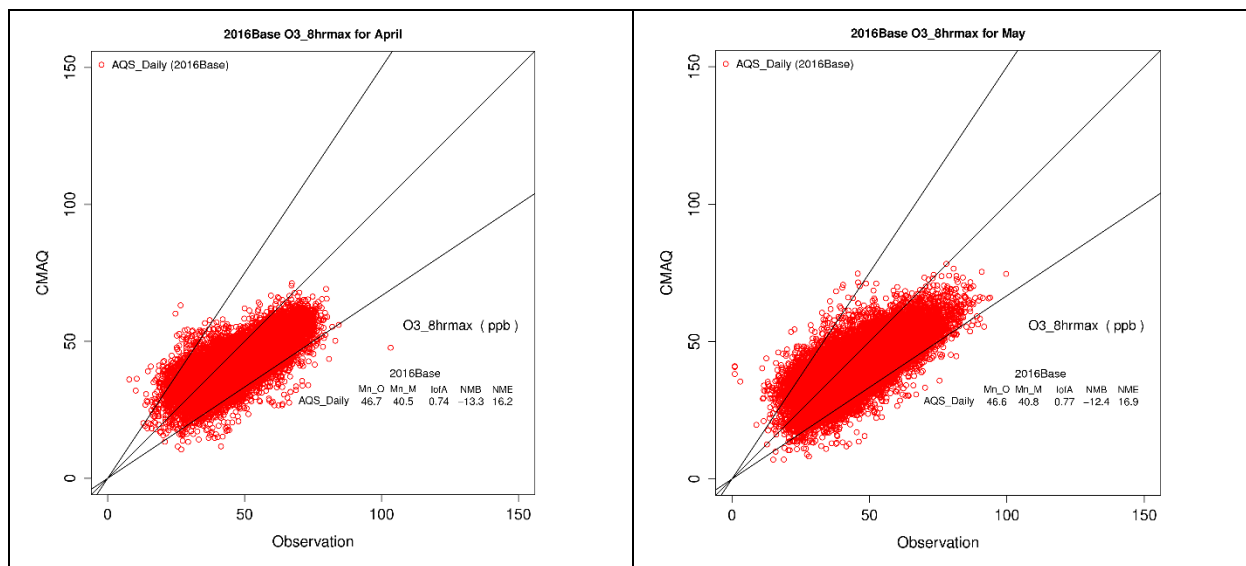 2016Base O3_8hrmax for April
AQS_Daily (2016Base)
150
100
50
0
CMAQ
O3_8hrmax ( ppb )
2016Base
Mn_O Mn_M IofA NMB NME
AQS_Daily 46.7 40.5 0.74 −13.3 16.2
0 50 100 150
Observation
2016Base O3_8hrmax for May
AQS_Daily (2016Base)
150
100
50
0
CMAQ
O3_8hrmax ( ppb )
2016Base
Mn_O Mn_M IofA NMB NME
AQS_Daily 46.6 40.8 0.77 −12.4 16.9
0 50 100 150
Observation